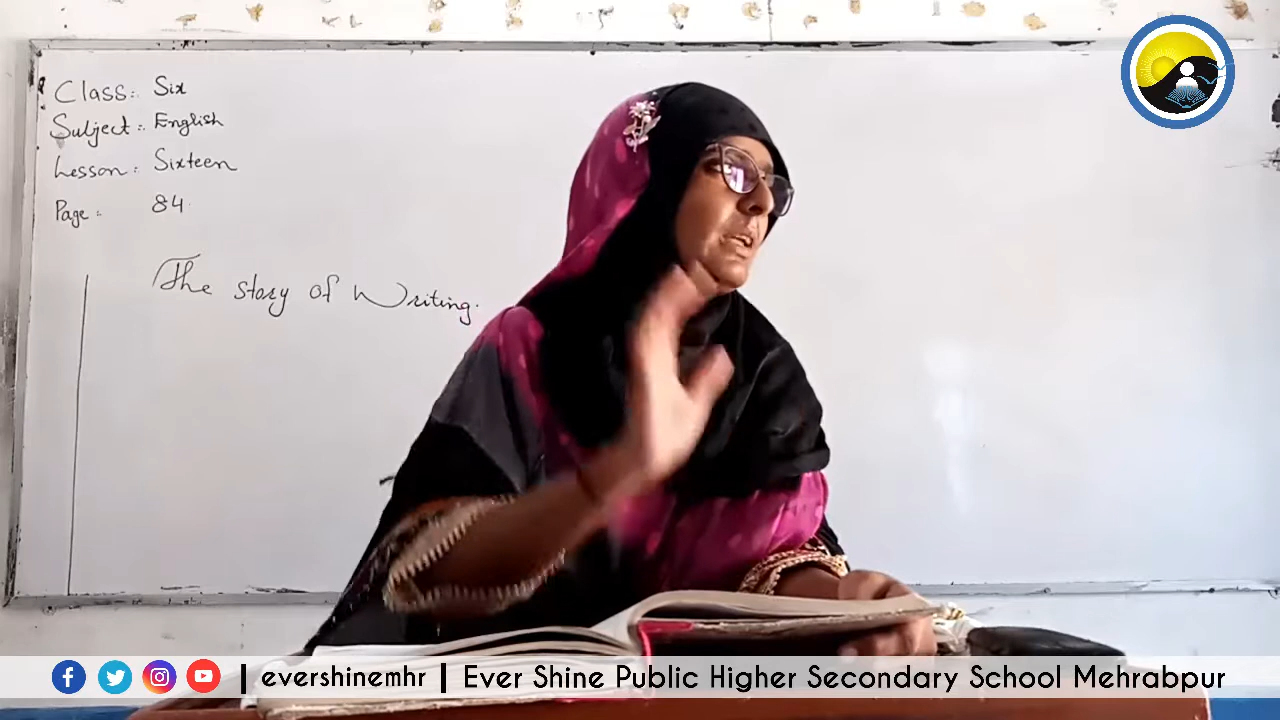 Class:- Six
Subject:- English
Lesson:- Sixteen
Page:- 84
The story of Writing.
| evershinemhr | Ever Shine Public Higher Secondary School Mehrabpur